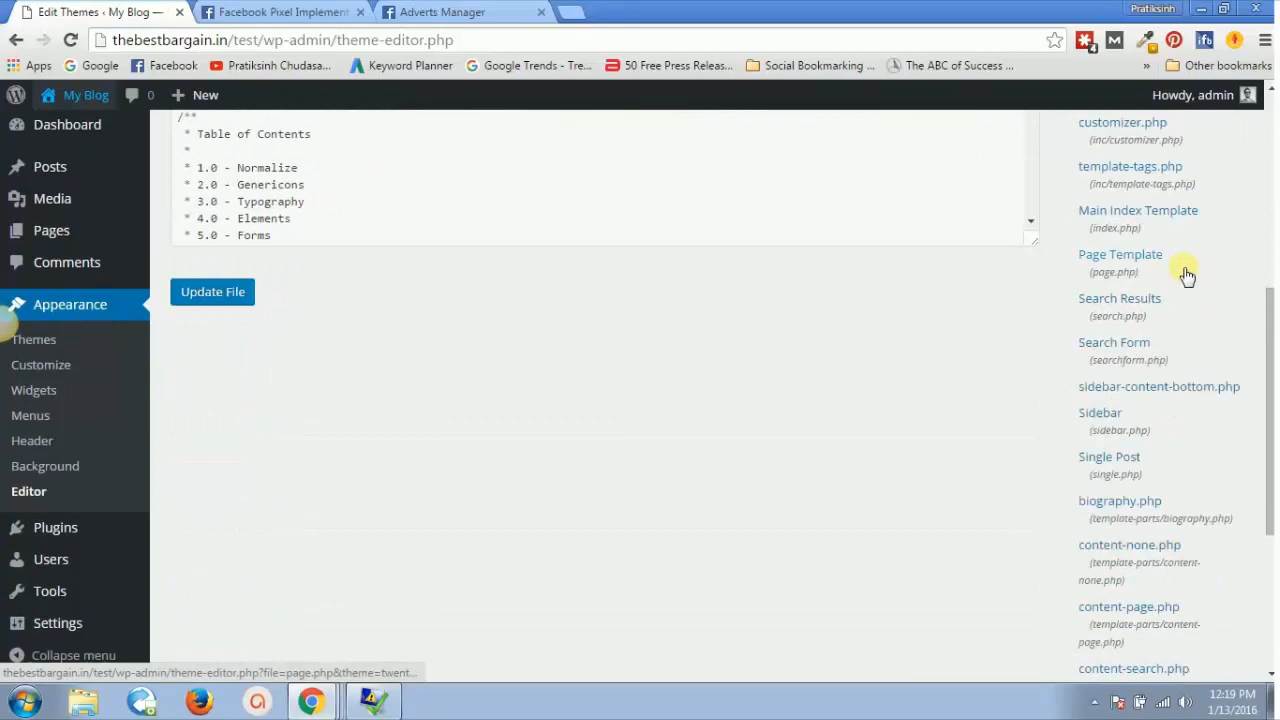 Edit Themes ‹ My Blog —
Facebook Pixel Implement
Adverts Manager
Pratiksinh
thebestbargain.in/test/wp-admin/theme-editor.php
Apps
Google
Facebook
Pratiksinh Chudasa...
Keyword Planner
Google Trends - Tre...
50 Free Press Releas...
Social Bookmarking ...
The ABC of Success ...
»
Other bookmarks
My Blog
0
New
Howdy, admin
Dashboard
Posts
Media
Pages
Comments
Appearance
Themes
Customize
Widgets
Menus
Header
Background
Editor
Plugins
Users
Tools
Settings
Collapse menu
/**
* Table of Contents
*
* 1.0 - Normalize
* 2.0 - Genericons
* 3.0 - Typography
* 4.0 - Elements
* 5.0 - Forms
Update File
customizer.php
(inc/customizer.php)
template-tags.php
(inc/template-tags.php)
Main Index Template
(index.php)
Page Template
(page.php)
Search Results
(search.php)
Search Form
(searchform.php)
sidebar-content-bottom.php
Sidebar
(sidebar.php)
Single Post
(single.php)
biography.php
(template-parts/biography.php)
content-none.php
(template-parts/content-
none.php)
content-page.php
(template-parts/content-
page.php)
content-search.php
thebestbargain.in/test/wp-admin/theme-editor.php?file=page.php&theme=twent...
12:19 PM
1/13/2016